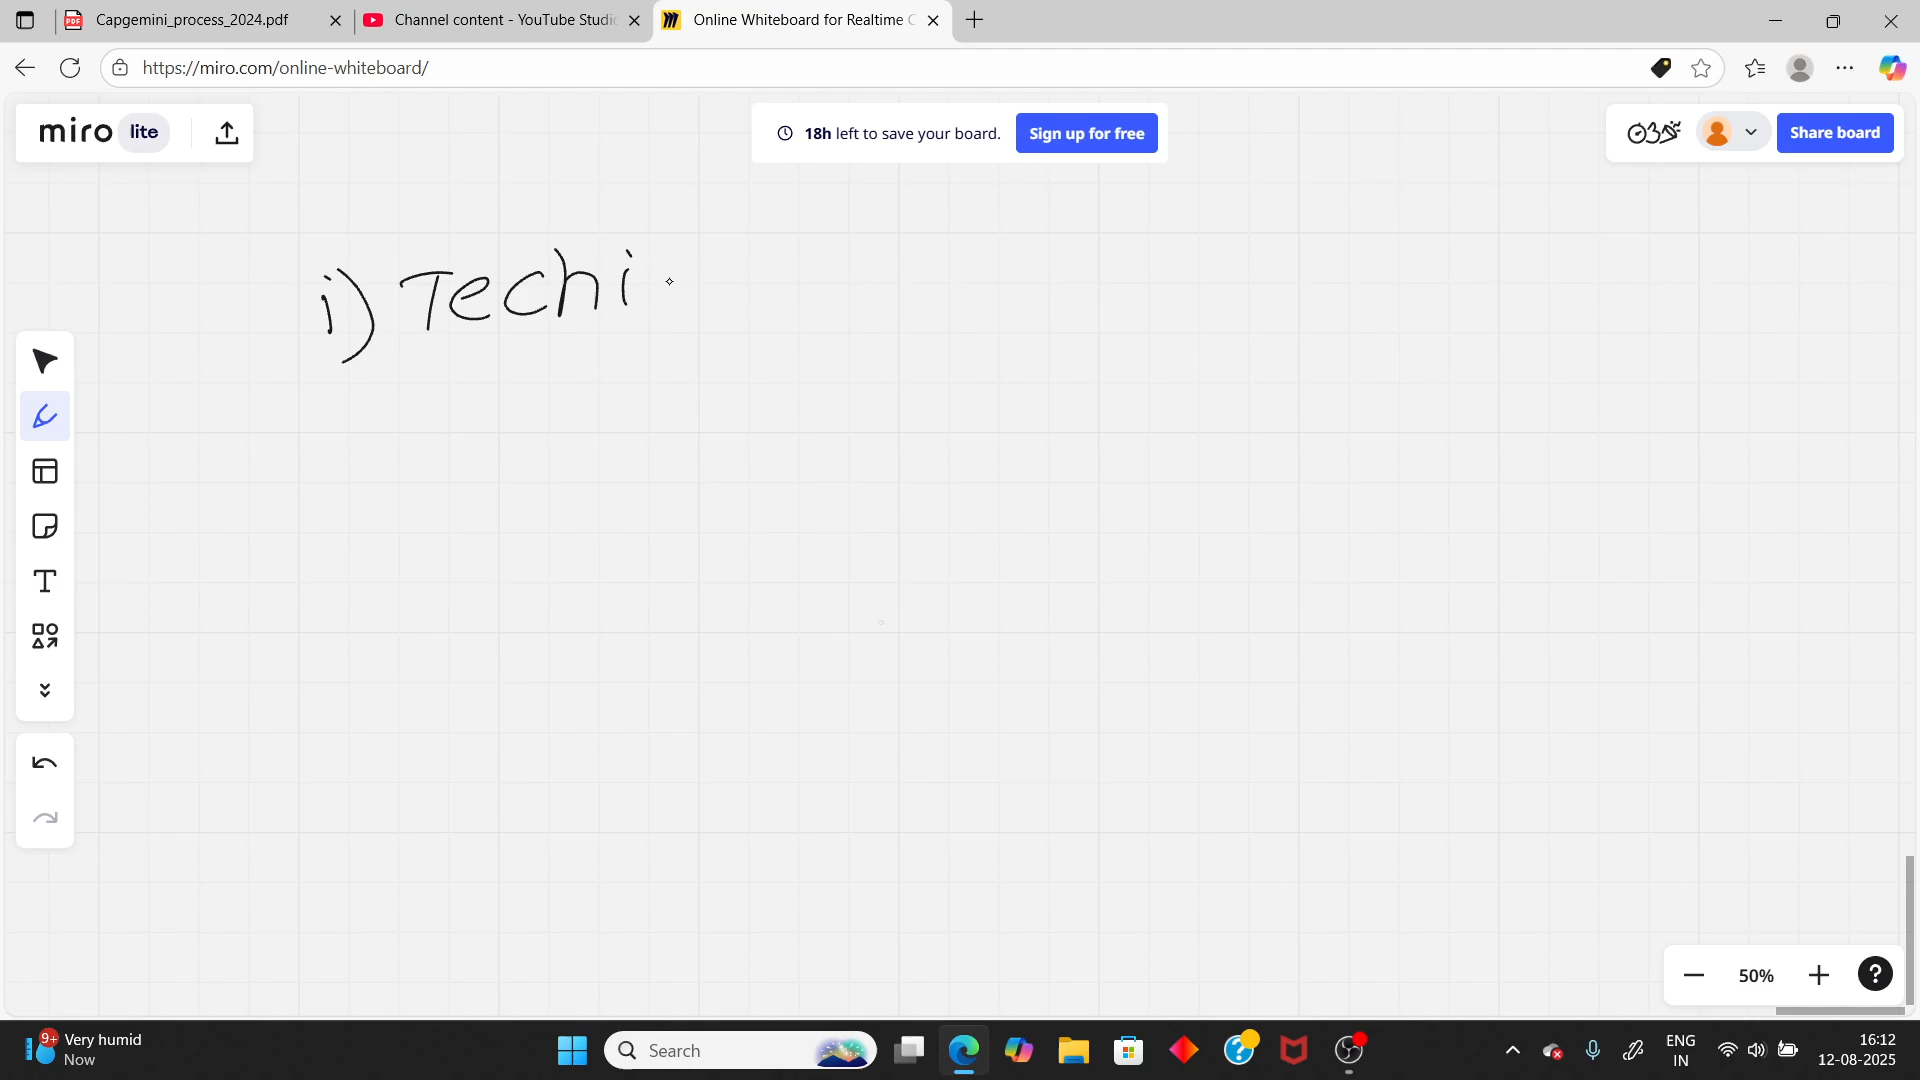 Capgemini_process_2024.pdf
Channel content - YouTube Studi
Online Whiteboard for Realtime C
https://miro.com/online-whiteboard/
miro lite
18h left to save your board. Sign up for free
Share board
i) Techi
T
50%
?
9+
Very humid
Now
Search
ENG
IN
16:12
12-08-2025